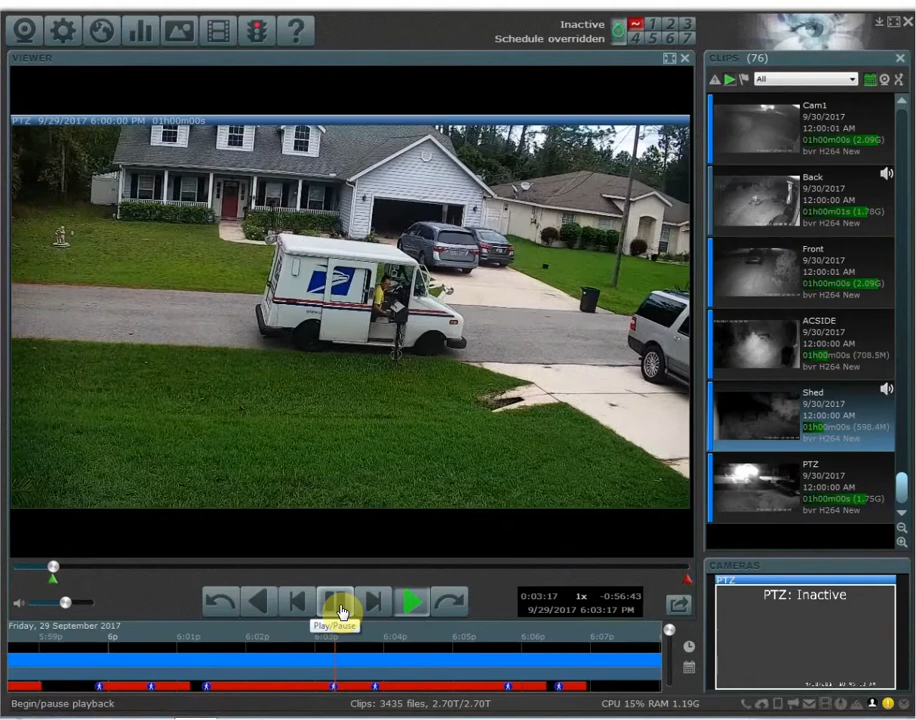 Inactive
Schedule overridden
~ 1 2 3
4 5 6 7
VIEWER
CLIPS (76)
All
PTZ 9/29/2017 6:00:00 PM 01h00m00s
Cam1
9/30/2017
12:00:01 AM
01h00m00s (2.09G)
bvr H264 New
Back
9/30/2017
12:00:00 AM
01h00m01s (1.78G)
bvr H264 New
Front
9/30/2017
12:00:01 AM
01h00m00s (2.09G)
bvr H264 New
ACSIDE
9/30/2017
12:00:00 AM
01h00m00s (708.5M)
bvr H264 New
Shed
9/30/2017
12:00:00 AM
01h00m00s (598.4M)
bvr H264 New
PTZ
9/30/2017
12:00:00 AM
01h00m00s (1.75G)
bvr H264 New
CAMERAS
PTZ
PTZ: Inactive
0:03:17 1x -0:56:43
9/29/2017 6:03:17 PM
Play/Pause
Friday, 29 September 2017
5:59p 6p 6:01p 6:02p 6:04p 6:05p 6:06p 6:07p
Begin/pause playback
Clips: 3435 files, 2.70T/2.70T
CPU 15% RAM 1.19G